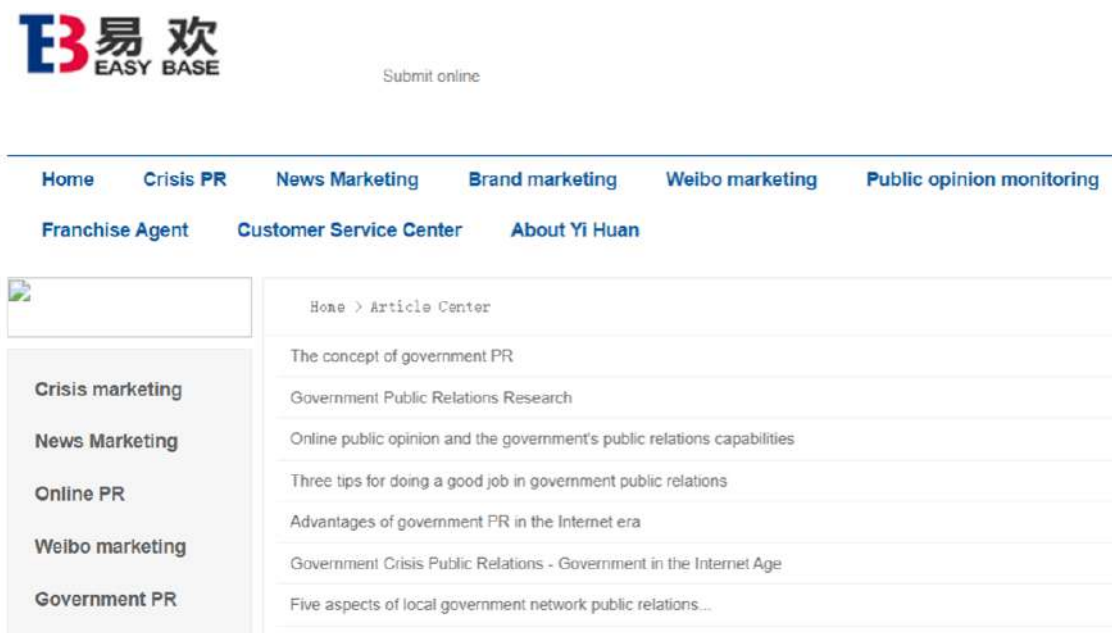 易 欢
EASY BASE
Submit online
Home Crisis PR News Marketing Brand marketing Weibo marketing Public opinion monitoring
Franchise Agent Customer Service Center About Yi Huan
Home > Article Center
The concept of government PR
Government Public Relations Research
Online public opinion and the government's public relations capabilities
Three tips for doing a good job in government public relations
Advantages of government PR in the Internet era
Government Crisis Public Relations - Government in the Internet Age
Five aspects of local government network public relations...
Crisis marketing
News Marketing
Online PR
Weibo marketing
Government PR